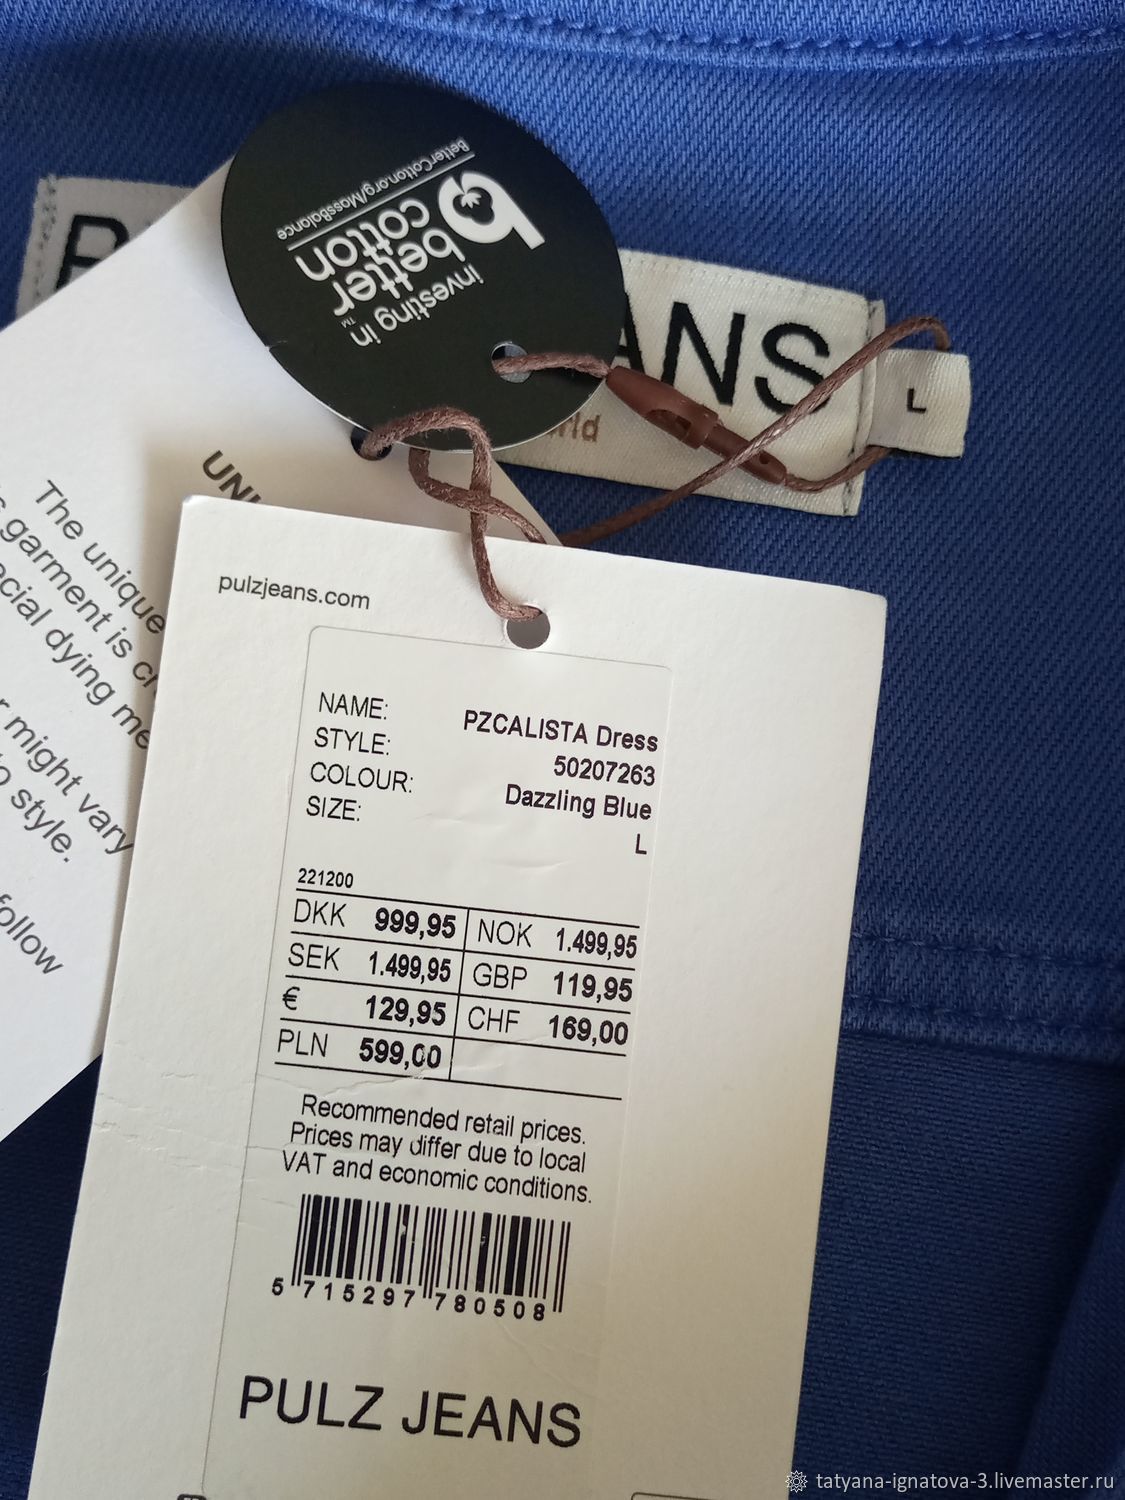 investing in
better
cotton
TM
BetterCotton.org/MassBalance
ANS
L
The unique
garment is
dying me
might vary
style.
follow
pulzjeans.com
NAME: PZCALISTA Dress
STYLE: 50207263
COLOUR: Dazzling Blue
SIZE: L
221200
DKK 999,95 NOK 1.499,95
SEK 1.499,95 GBP 119,95
€ 129,95 CHF 169,00
PLN 599,00
Recommended retail prices.
Prices may differ due to local
VAT and economic conditions.
5 715297 780508
PULZ JEANS
tatyana-ignatova-3.livemaster.ru